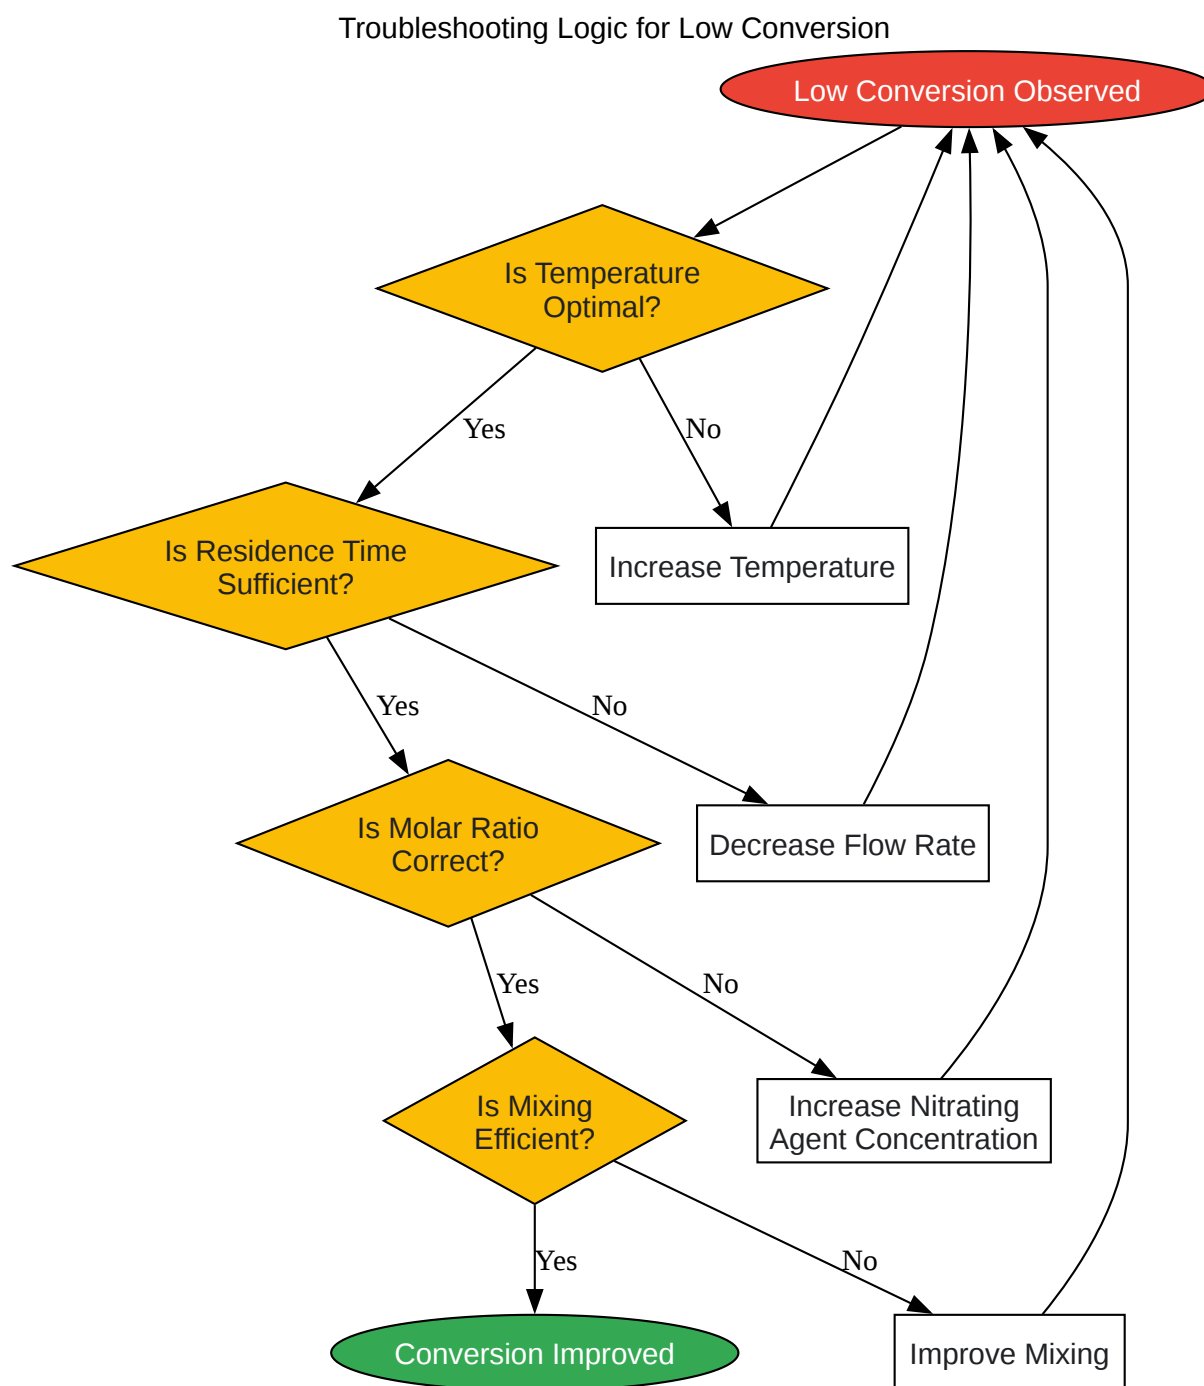 Troubleshooting Logic for Low Conversion
Low Conversion Observed
Is Temperature
Optimal?
Yes
No
Is Residence Time
Sufficient?
Increase Temperature
Yes
No
Is Molar Ratio
Correct?
Decrease Flow Rate
Yes
No
Is Mixing
Efficient?
Increase Nitrating
Agent Concentration
Yes
No
Conversion Improved
Improve Mixing